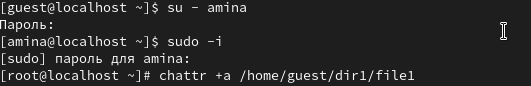 [guest@localhost ~]$ su - amina
Пароль:
[amina@localhost ~]$ sudo -i
[sudo] пароль для amina:
[root@localhost ~]# chattr +a /home/guest/dir1/file1